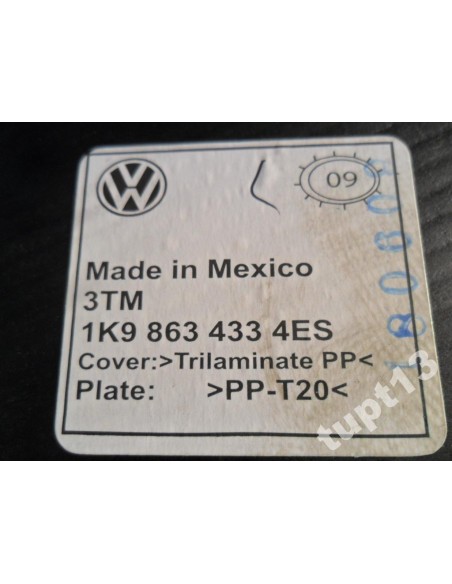 09
Made in Mexico
3TM
1K9 863 433 4ES
Cover:>Trilaminate PP<
Plate: >PP-T20<
tupt13